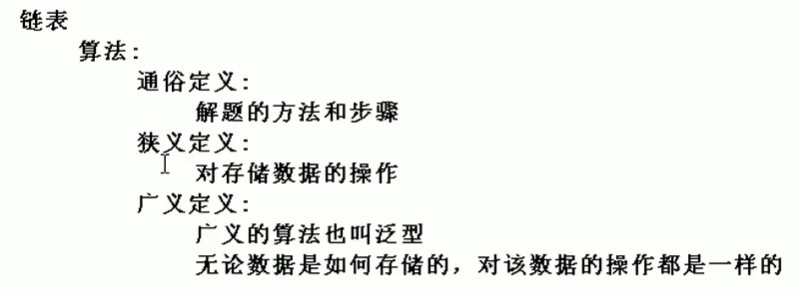 链表
算法:
通俗定义:
解题的方法和步骤
狭义定义:
对存储数据的操作
广义定义:
广义的算法也叫泛型
无论数据是如何存储的,对该数据的操作都是一样的